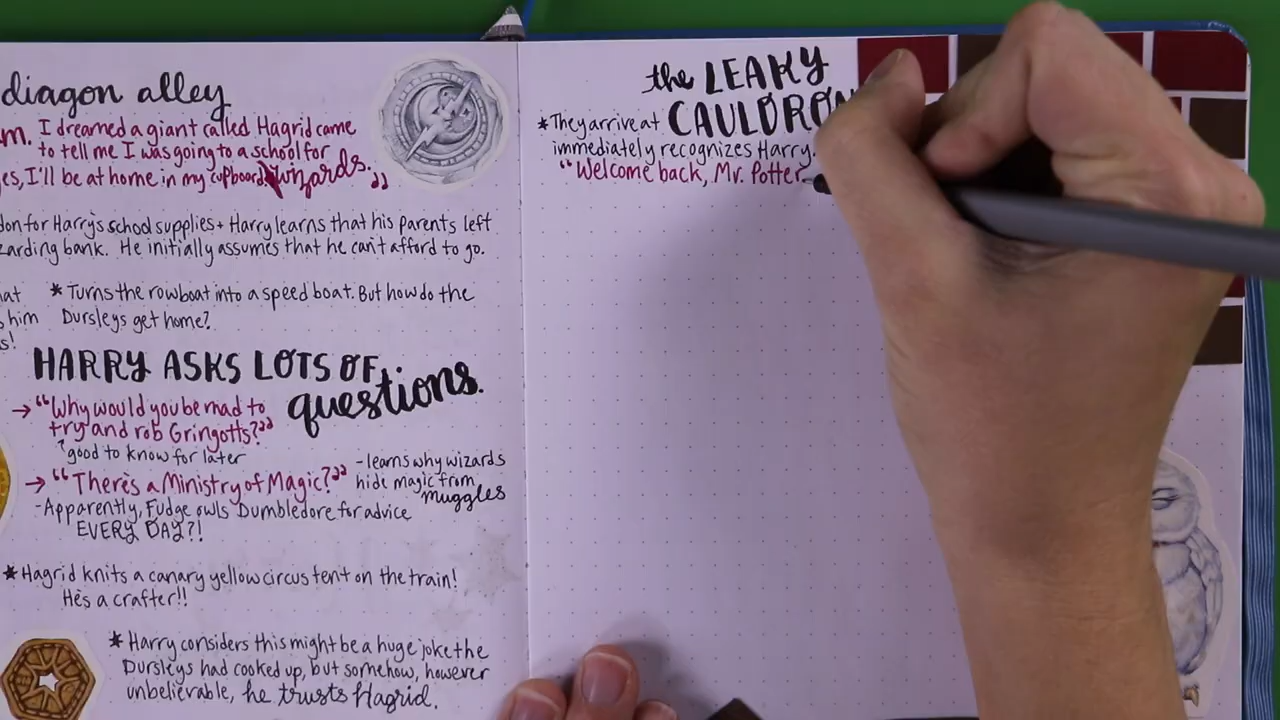 diagon alley
m. I dreamed a giant called Hagrid came
to tell me I was going to a school for
wizards.
es, I'll be at home in my cupboard."
don for Harry's school supplies + Harry learns that his parents left
zarding bank. He initially assumes that he can't afford to go.
hat
him
s!
* Turns the rowboat into a speed boat. But how do the
Dursleys get home?
HARRY ASKS LOTS OF
questions.
→ "Why would you be mad to
try and rob Gringotts?"
good to know for later
→ "There's a Ministry of Magic?"
- learns why wizards
hide magic from
muggles
- Apparently, Fudge owls Dumbledore for advice
EVERY DAY?!
* Hagrid knits a canary yellow circus tent on the train!
He's a crafter!!
* Harry considers this might be a huge joke the
Dursleys had cooked up, but somehow, however
unbelievable, he trusts Hagrid.
the LEAKY
CAULDRON
* They arrive at
immediately recognizes Harry.
"Welcome back, Mr. Potter